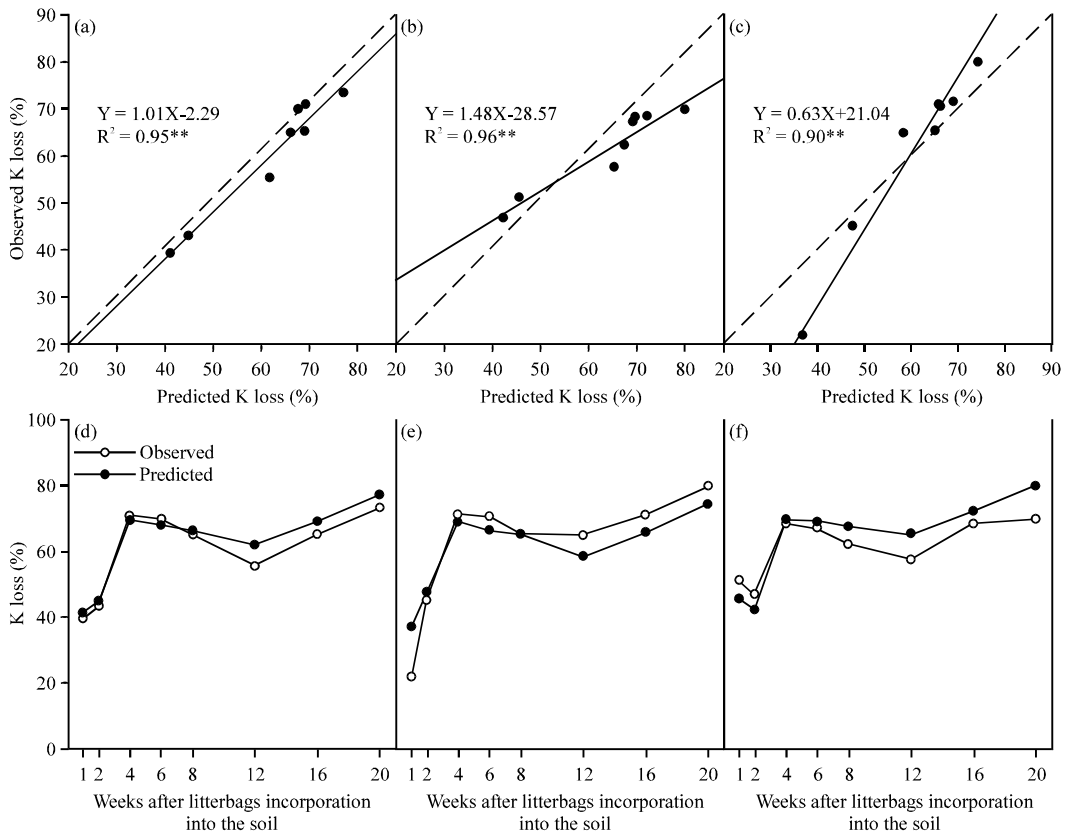 90
80
70
60
50
40
30
20
Observed K loss (%)
(a)
Y = 1.01X-2.29
R² = 0.95**
(b)
Y = 1.48X-28.57
R² = 0.96**
(c)
Y = 0.63X+21.04
R² = 0.90**
20 30 40 50 60 70 80 20 30 40 50 60 70 80 20 30 40 50 60 70 80 90
Predicted K loss (%) Predicted K loss (%) Predicted K loss (%)
100
80
60
40
20
0
K loss (%)
(d)
Observed
Predicted
(e)
(f)
1 2 4 6 8 12 16 20 1 2 4 6 8 12 16 20 1 2 4 6 8 12 16 20
Weeks after litterbags incorporation
into the soil
Weeks after litterbags incorporation
into the soil
Weeks after litterbags incorporation
into the soil